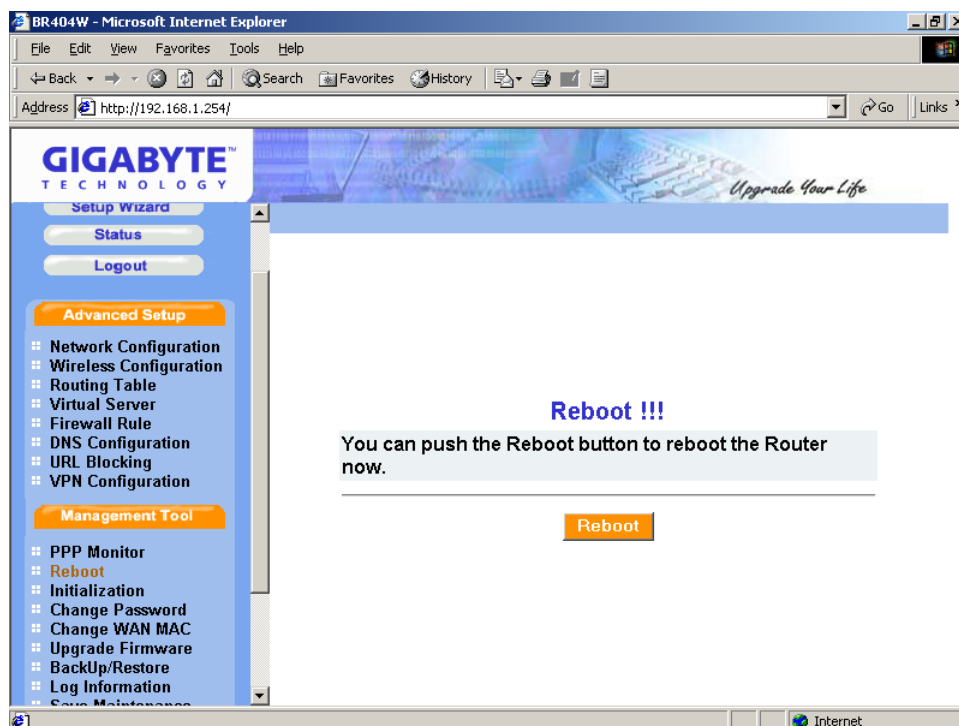 BR404W - Microsoft Internet Explorer
File Edit View Favorites Tools Help
Back Search Favorites History
Address http://192.168.1.254/ Go Links
GIGABYTE™
TECHNOLOGY
Upgrade Your Life
Setup Wizard
Status
Logout
Advanced Setup
Network Configuration
Wireless Configuration
Routing Table
Virtual Server
Firewall Rule
DNS Configuration
URL Blocking
VPN Configuration
Management Tool
PPP Monitor
Reboot
Initialization
Change Password
Change WAN MAC
Upgrade Firmware
BackUp/Restore
Log Information
Save Maintenance
Reboot !!!
You can push the Reboot button to reboot the Router
now.
Reboot
Internet